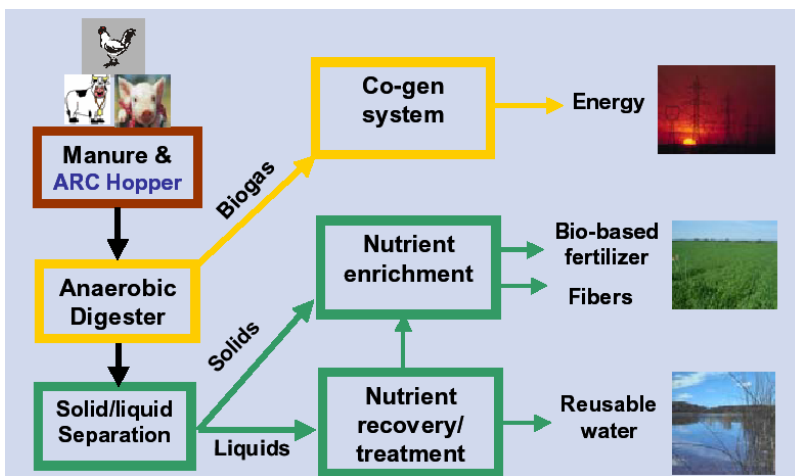 Manure &
ARC Hopper
Anaerobic
Digester
Solid/liquid
Separation
Biogas
Solids
Liquids
Co-gen
system
Nutrient
enrichment
Nutrient
recovery/
treatment
Energy
Bio-based
fertilizer
Fibers
Reusable
water